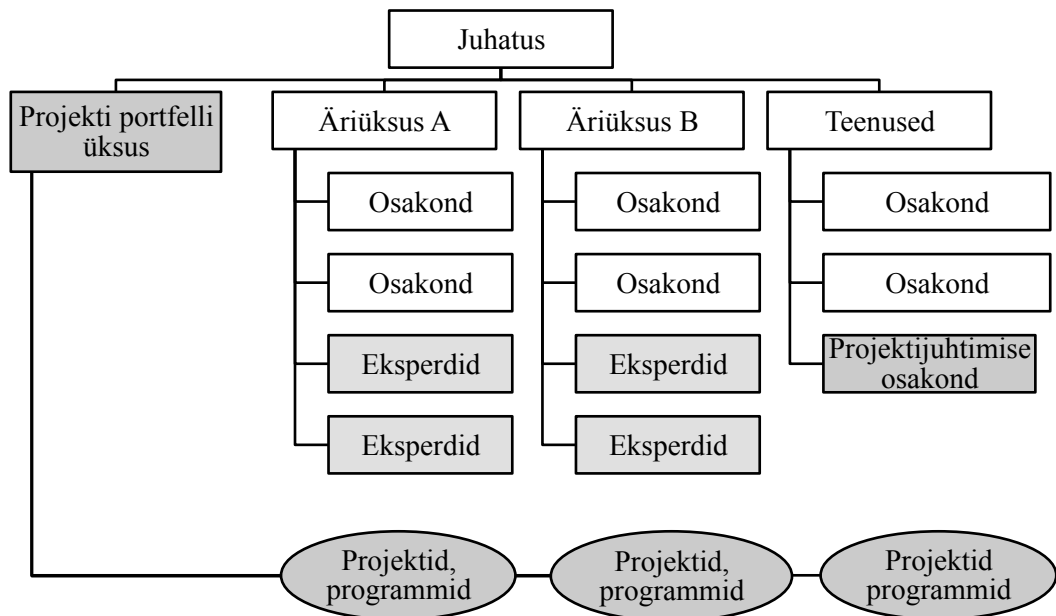 Juhatus
Projekti portfelli
üksus
Äriüksus A
Äriüksus B
Teenused
Osakond
Osakond
Osakond
Osakond
Osakond
Osakond
Eksperdid
Eksperdid
Projektijuhtimise
osakond
Eksperdid
Eksperdid
Projektid,
programmid
Projektid,
programmid
Projektid
programmid